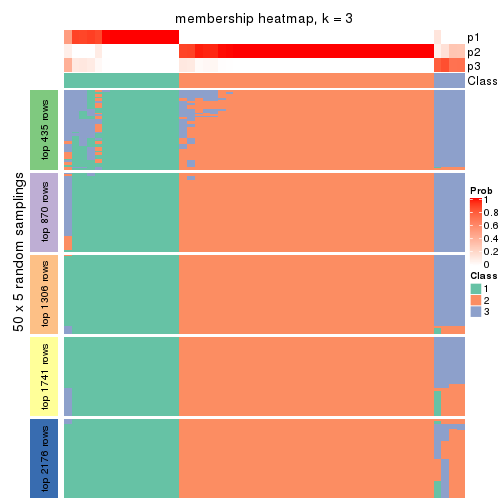 membership heatmap, k = 3
p1
p2
p3
Class
50 x 5 random samplings
top 435 rows
top 870 rows
top 1306 rows
top 1741 rows
top 2176 rows
Prob
1
0.8
0.6
0.4
0.2
0
Class
1
2
3